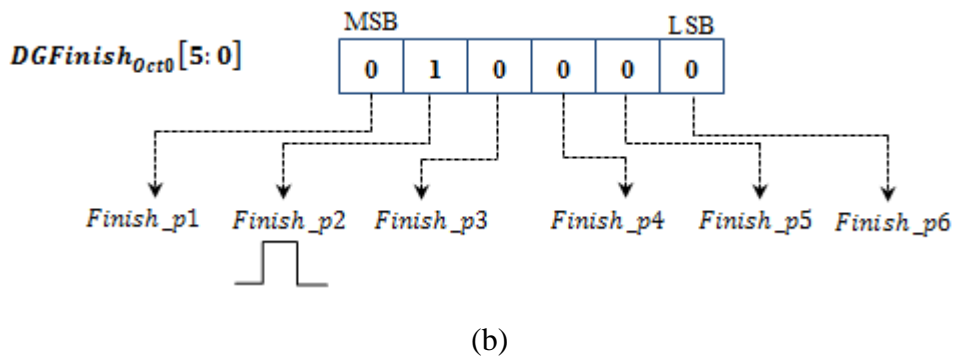 MSB LSB
DGFinish_Oct0[5:0] 0 1 0 0 0 0
Finish_p1 Finish_p2 Finish_p3 Finish_p4 Finish_p5 Finish_p6
(b)